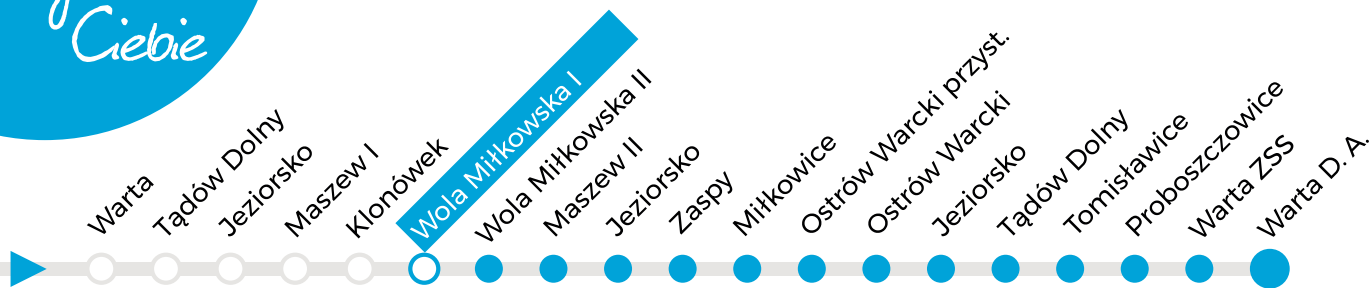 Ciebie
Warta
Tądów Dolny
Jeziorsko
Maszew I
Klonówek
Wola Miłkowska I
Wola Miłkowska II
Maszew II
Jeziorsko
Zaspy
Miłkowice
Ostrów Warcki przyst.
Ostrów Warcki
Jeziorsko
Tądów Dolny
Tomisławice
Proboszczowice
Warta ZSS
Warta D. A.